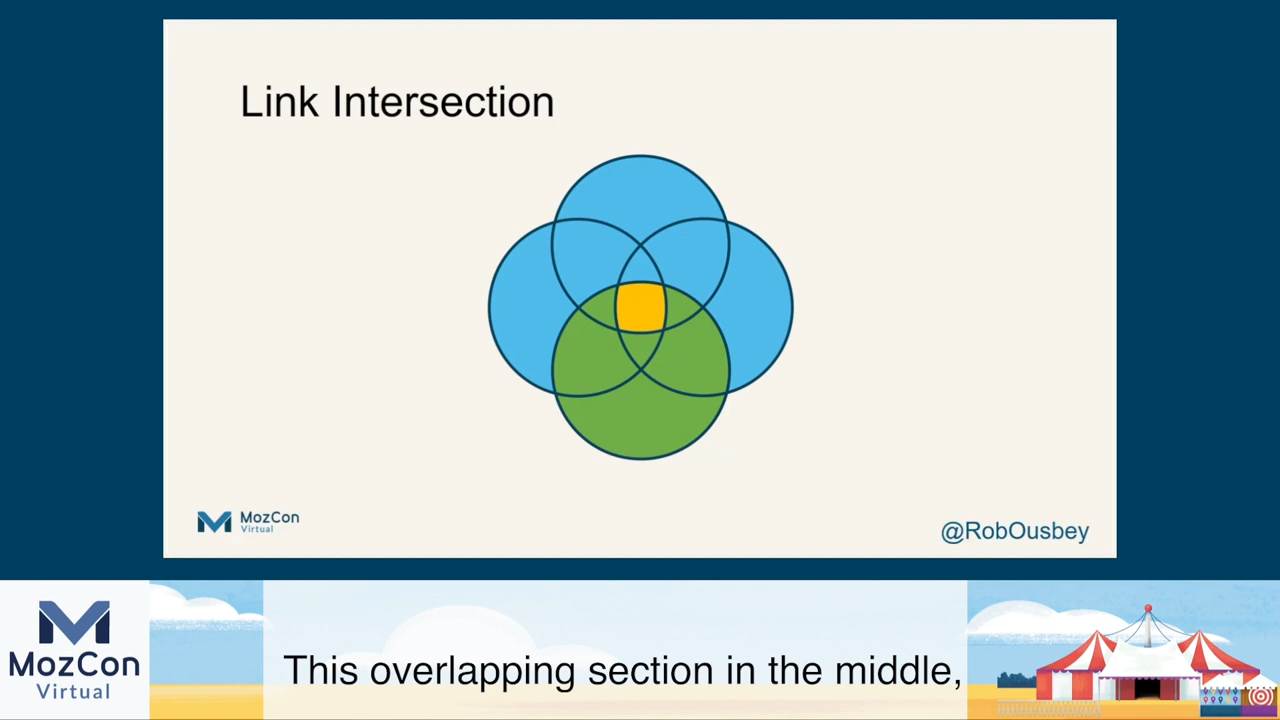 Link Intersection
MozCon
Virtual
@RobOusbey
MozCon
Virtual
This overlapping section in the middle,